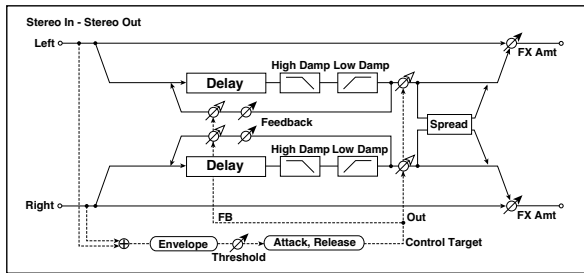 Stereo In - Stereo Out
Left
FX Amt
High Damp Low Damp
Delay
Feedback
Spread
Delay
High Damp Low Damp
Right
FX Amt
FB
Out
Envelope
Threshold
Attack, Release
Control Target